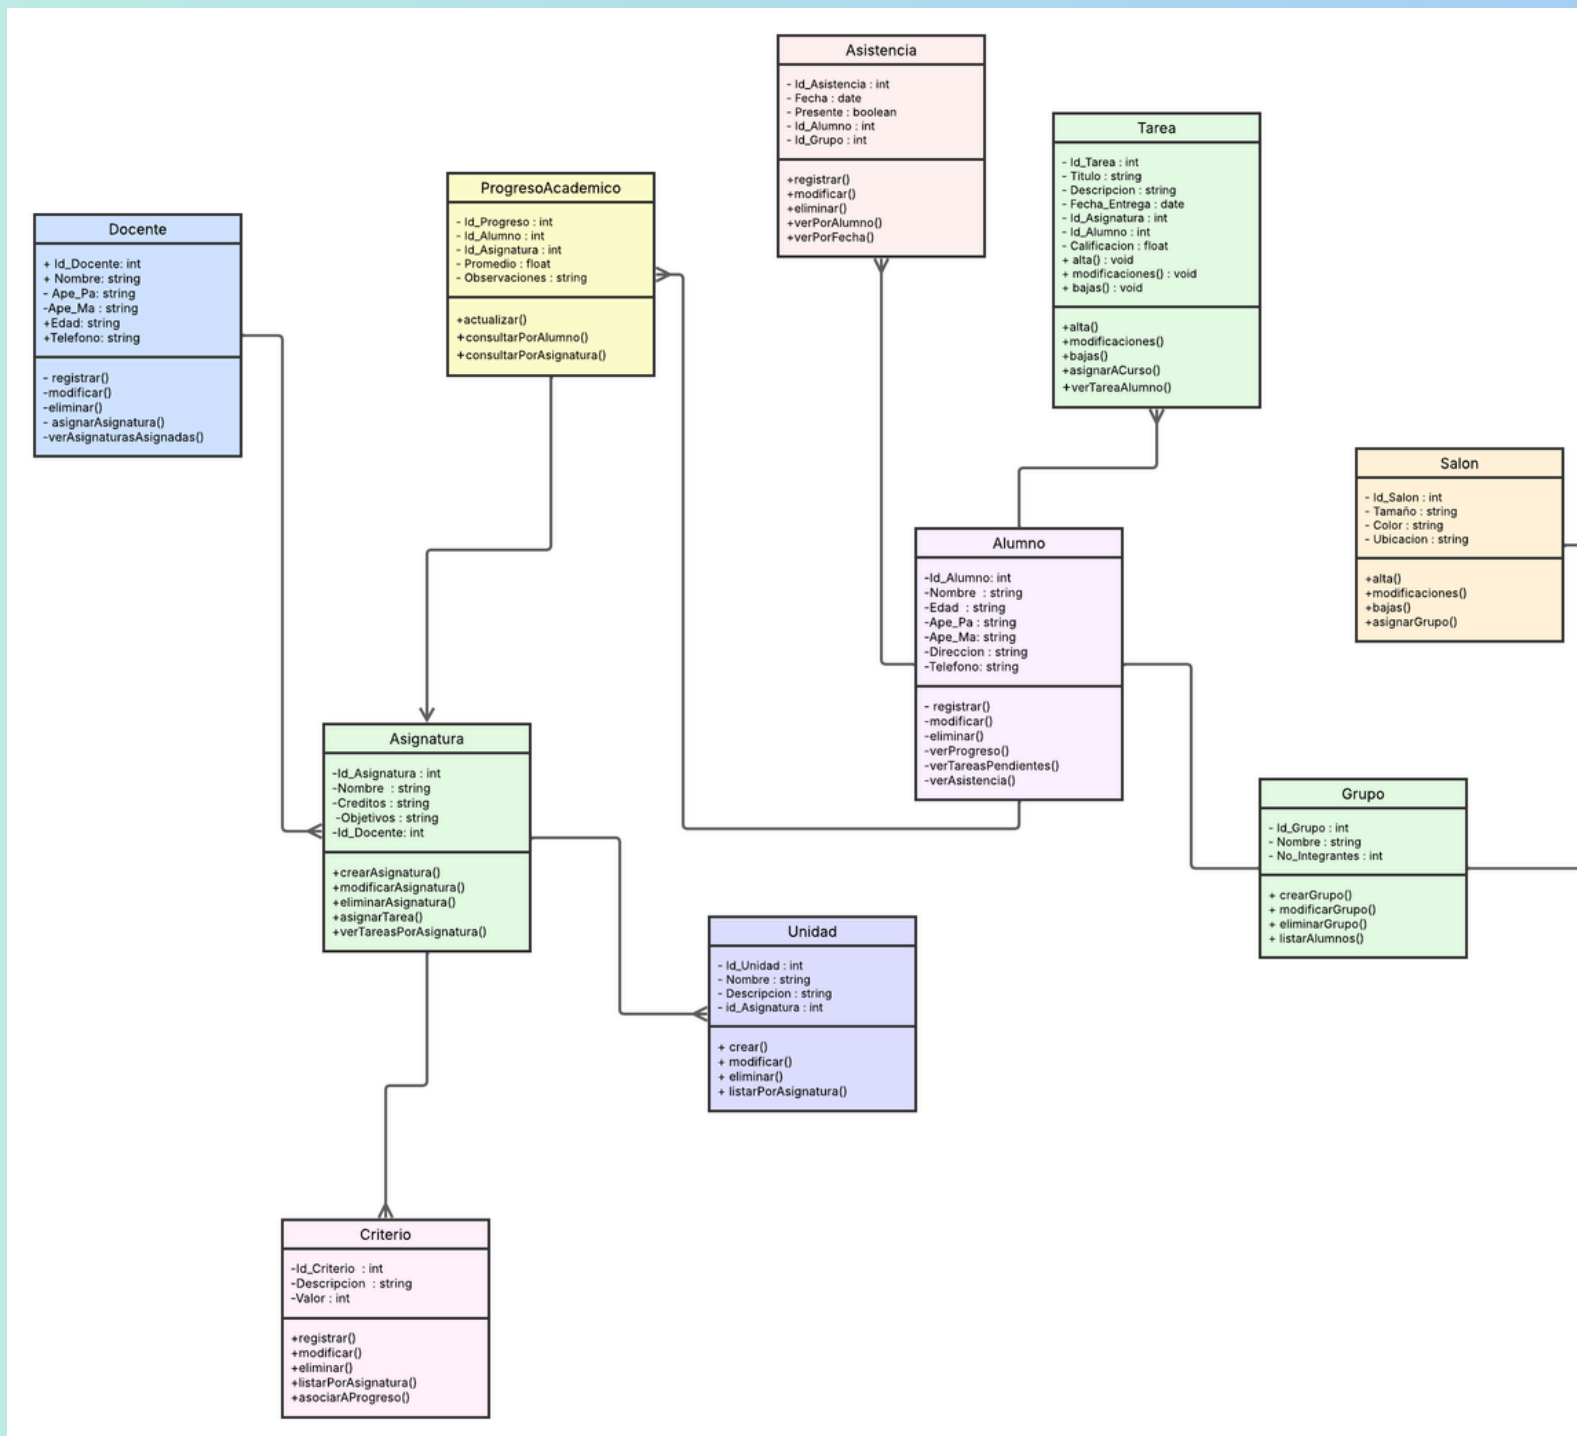 Asistencia
- Id_Asistencia : int
- Fecha : date
- Presente : boolean
- Id_Alumno : int
- Id_Grupo : int
+registrar()
+modificar()
+eliminar()
+verPorAlumno()
+verPorFecha()
Tarea
- Id_Tarea : int
- Titulo : string
- Descripcion : string
- Fecha_Entrega : date
- Id_Asignatura : int
- Id_Alumno : int
- Calificacion : float
+ alta() : void
+ modificaciones() : void
+ bajas() : void
+alta()
+modificaciones()
+bajas()
+asignarACurso()
+verTareaAlumno()
ProgresoAcademico
- Id_Progreso : int
- Id_Alumno : int
- Id_Asignatura : int
- Promedio : float
- Observaciones : string
+actualizar()
+consultarPorAlumno()
+consultarPorAsignatura()
Docente
+ Id_Docente: int
+ Nombre: string
- Ape_Pa: string
-Ape_Ma : string
+Edad: string
+Telefono: string
- registrar()
-modificar()
-eliminar()
- asignarAsignatura()
-verAsignaturasAsignadas()
Salon
- Id_Salon : int
- Tamaño : string
- Color : string
- Ubicacion : string
+alta()
+modificaciones()
+bajas()
+asignarGrupo()
Alumno
-Id_Alumno: int
-Nombre : string
-Edad : string
-Ape_Pa : string
-Ape_Ma: string
-Direccion : string
-Telefono: string
- registrar()
-modificar()
-eliminar()
-verProgreso()
-verTareasPendientes()
-verAsistencia()
Asignatura
-Id_Asignatura : int
-Nombre : string
-Creditos : string
-Objetivos : string
-Id_Docente: int
+crearAsignatura()
+modificarAsignatura()
+eliminarAsignatura()
+asignarTarea()
+verTareasPorAsignatura()
Grupo
- Id_Grupo : int
- Nombre : string
- No_Integrantes : int
+ crearGrupo()
+ modificarGrupo()
+ eliminarGrupo()
+ listarAlumnos()
Unidad
- Id_Unidad : int
- Nombre : string
- Descripcion : string
- id_Asignatura : int
+ crear()
+ modificar()
+ eliminar()
+ listarPorAsignatura()
Criterio
-Id_Criterio : int
-Descripcion : string
-Valor : int
+registrar()
+modificar()
+eliminar()
+listarPorAsignatura()
+asociarAProgreso()